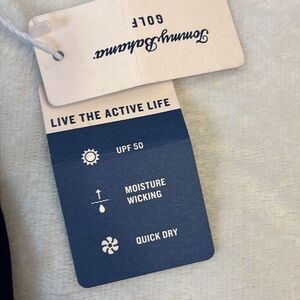 Tommy Bahama
GOLF
LIVE THE ACTIVE LIFE
UPF 50
MOISTURE
WICKING
QUICK DRY